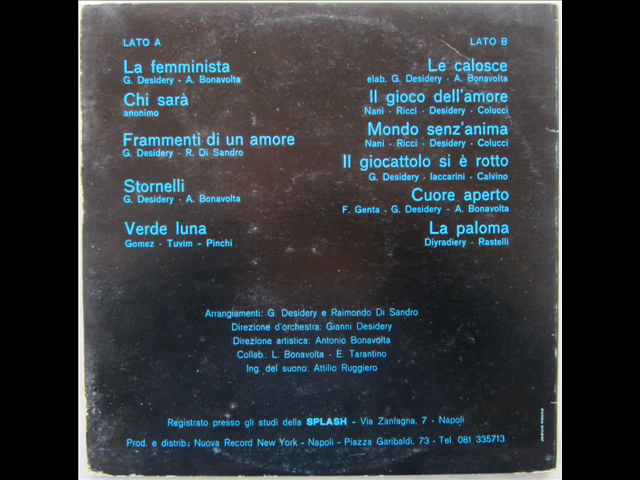 LATO A
La femminista
G. Desidery - A. Bonavolta
Chi sarà
anonimo
Frammenti di un amore
G. Desidery - R. Di Sandro
Stornelli
G. Desidery - A. Bonavolta
Verde luna
Gomez - Tuvim - Pinchi
LATO B
Le calosce
elab. G. Desidery - A. Bonavolta
Il gioco dell'amore
Nani - Ricci - Desidery - Colucci
Mondo senz'anima
Nani - Ricci - Desidery - Colucci
Il giocattolo si è rotto
G. Desidery - Iaccarini - Calvino
Cuore aperto
F. Genta - G. Desidery - A. Bonavolta
La paloma
Diyradiery - Rastelli
Arrangiamenti: G. Desidery e Raimondo Di Sandro
Direzione d'orchestra: Gianni Desidery
Direzione artistica: Antonio Bonavolta
Collab.: L. Bonavolta - E. Tarantino
Ing. del suono: Attilio Ruggiero
Registrato presso gli studi della SPLASH - Via Zanfagna, 7 - Napoli
Prod. e distrib.: Nuova Record New York - Napoli - Piazza Garibaldi, 73 - Tel. 081 335713